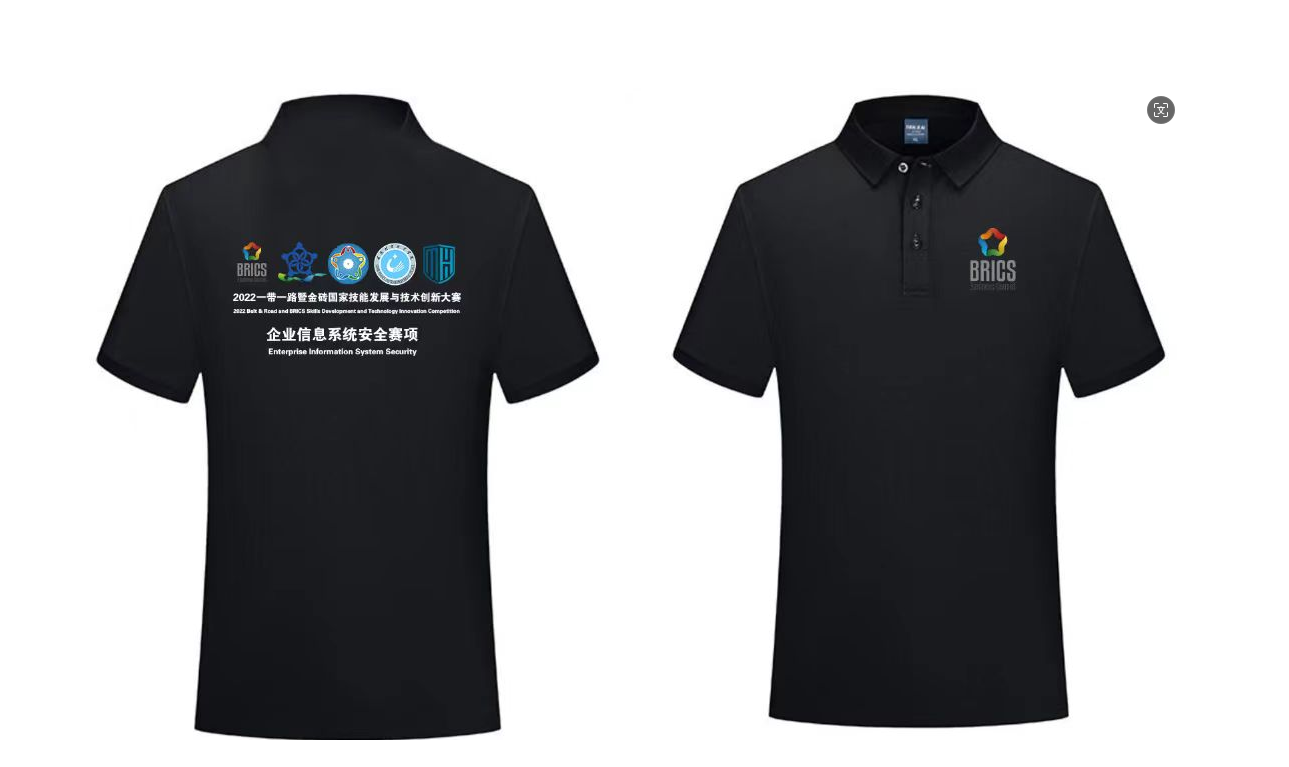 BRICS
2022一带一路暨金砖国家技能发展与技术创新大赛
2022 Belt & Road and BRICS Skills Development and Technology Innovation Competition
企业信息系统安全赛项
Enterprise Information System Security
BRICS